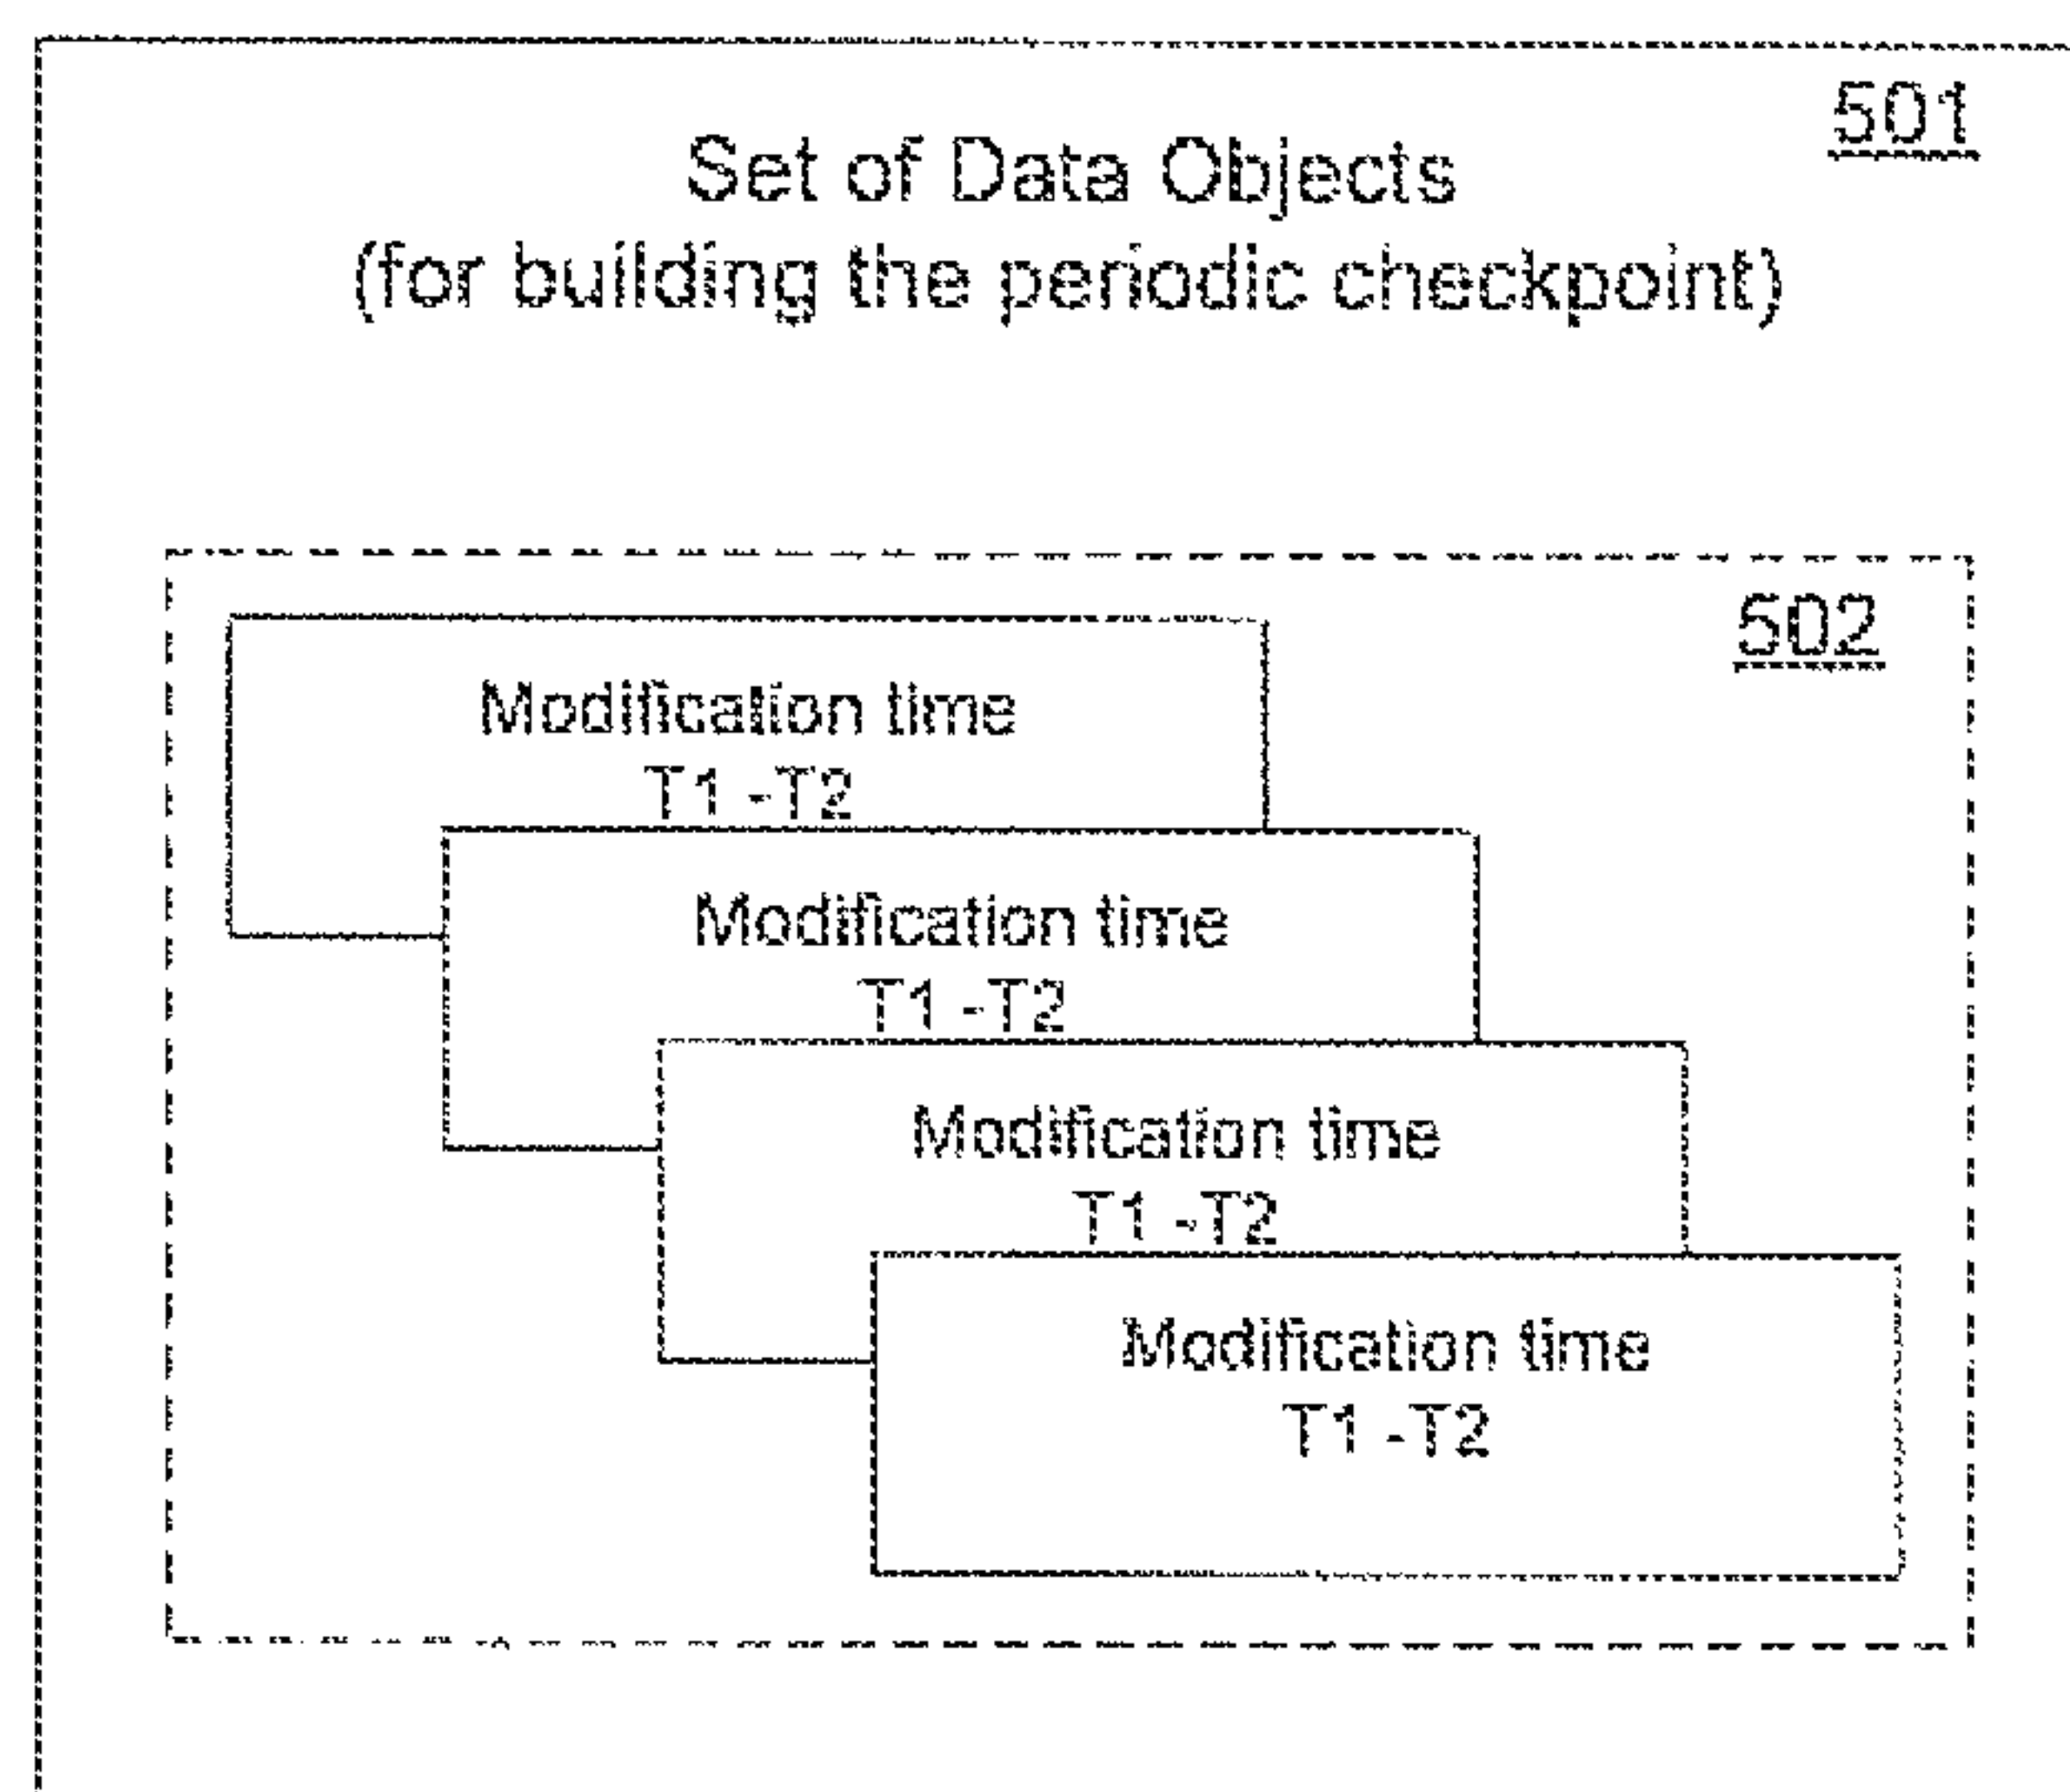 501
Set of Data Objects
(for building the periodic checkpoint)
502
Modification time
T1 -T2
Modification time
T1 -T2
Modification time
T1 -T2
Modification time
T1 -T2